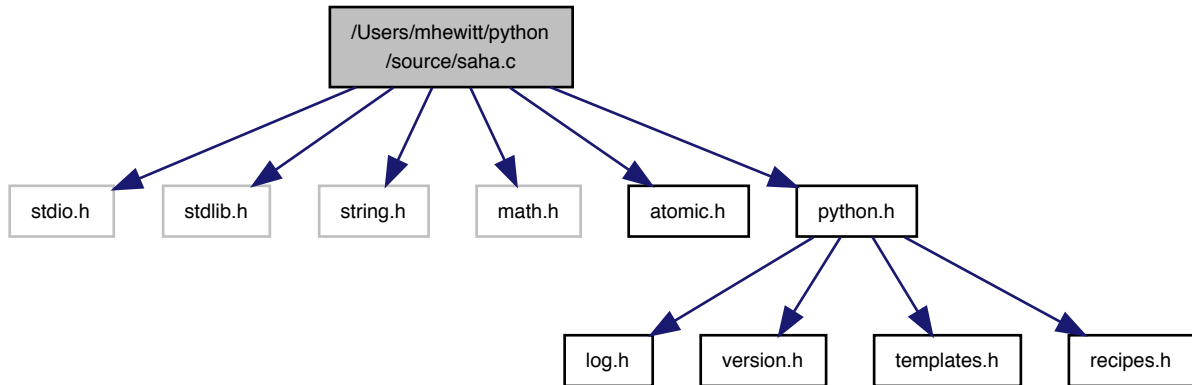 /Users/mhewitt/python
/source/saha.c
stdio.h
stdlib.h
string.h
math.h
atomic.h
python.h
log.h
version.h
templates.h
recipes.h